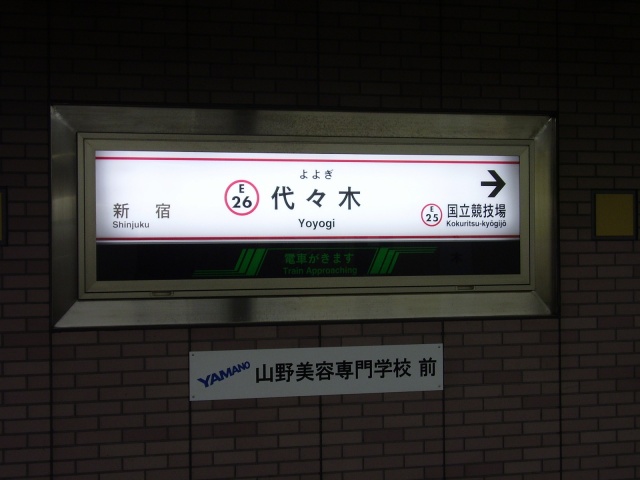 よよぎ
E 26 代々木
Yoyogi
新宿
Shinjuku
E 25 国立競技場
Kokuritsu-kyōgijō
電車がきます
Train Approaching
YAMANO 山野美容専門学校 前